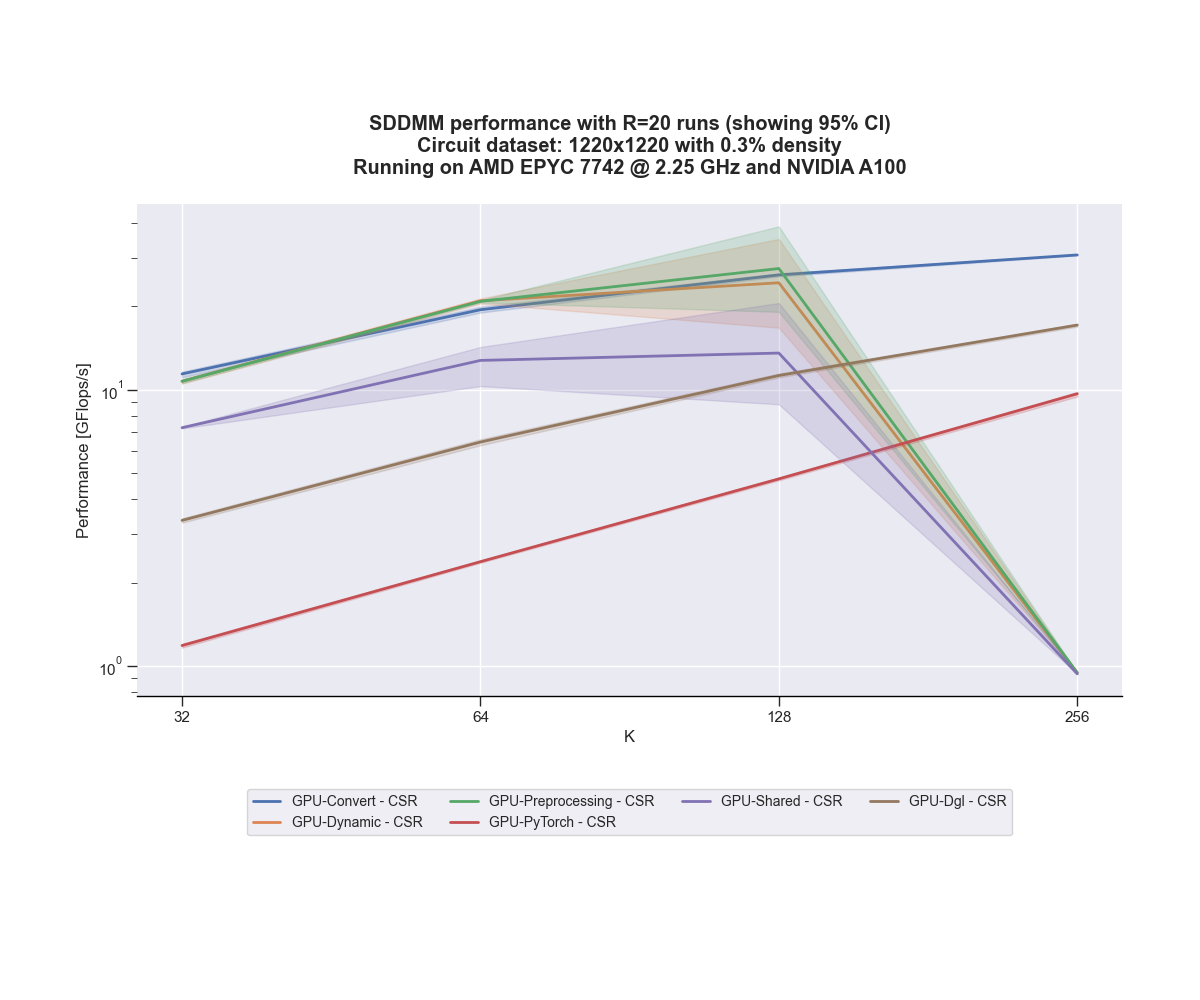 SDDMM performance with R=20 runs (showing 95% CI)
Circuit dataset: 1220x1220 with 0.3% density
Running on AMD EPYC 7742 @ 2.25 GHz and NVIDIA A100
Performance [GFlops/s]
10^1
10^0
32 64 128 256
K
GPU-Convert - CSR GPU-Preprocessing - CSR GPU-Shared - CSR GPU-Dgl - CSR
GPU-Dynamic - CSR GPU-PyTorch - CSR